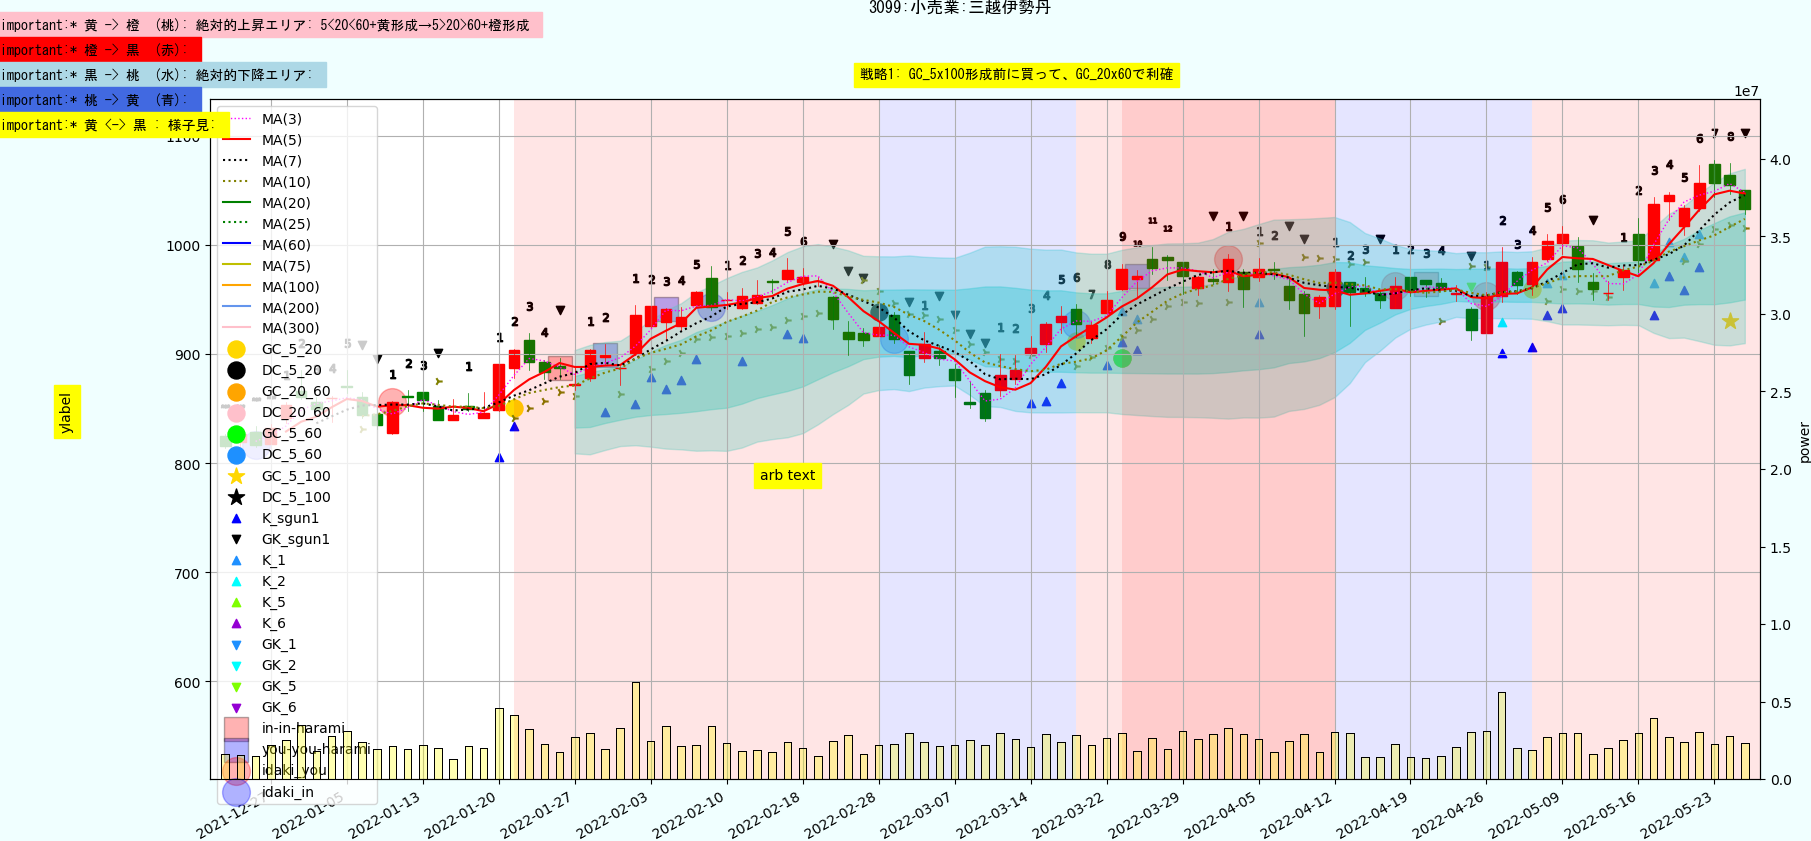 3099:小売業:三越伊勢丹
important:* 黄 -> 橙 （桃）: 絶対的上昇エリア: 5<20<60+黄形成→5>20>60+橙形成
important:* 橙 -> 黒 （赤）:
important:* 黒 -> 桃 （水）: 絶対的下降エリア:
戦略1: GC_5x100形成前に買って、GC_20x60で利確
important:* 桃 -> 黄 （青）:
important:* 黄 <-> 黒 : 様子見:
1e7
MA(3)
MA(5)
MA(7)
MA(10)
MA(20)
MA(25)
MA(60)
MA(75)
MA(100)
MA(200)
MA(300)
GC_5_20
DC_5_20
GC_20_60
DC_20_60
GC_5_60
DC_5_60
GC_5_100
DC_5_100
K_sgun1
GK_sgun1
K_1
K_2
K_5
K_6
GK_1
GK_2
GK_5
GK_6
in-in-harami
you-you-harami
idaki_you
idaki_in
1100
1000
900
800
700
600
ylabel
arb text
4.0
3.5
3.0
2.5
2.0
1.5
1.0
0.5
0.0
power
2021-12-27
2022-01-05
2022-01-13
2022-01-20
2022-01-27
2022-02-03
2022-02-10
2022-02-18
2022-02-28
2022-03-07
2022-03-14
2022-03-22
2022-03-29
2022-04-05
2022-04-12
2022-04-19
2022-04-26
2022-05-09
2022-05-16
2022-05-23